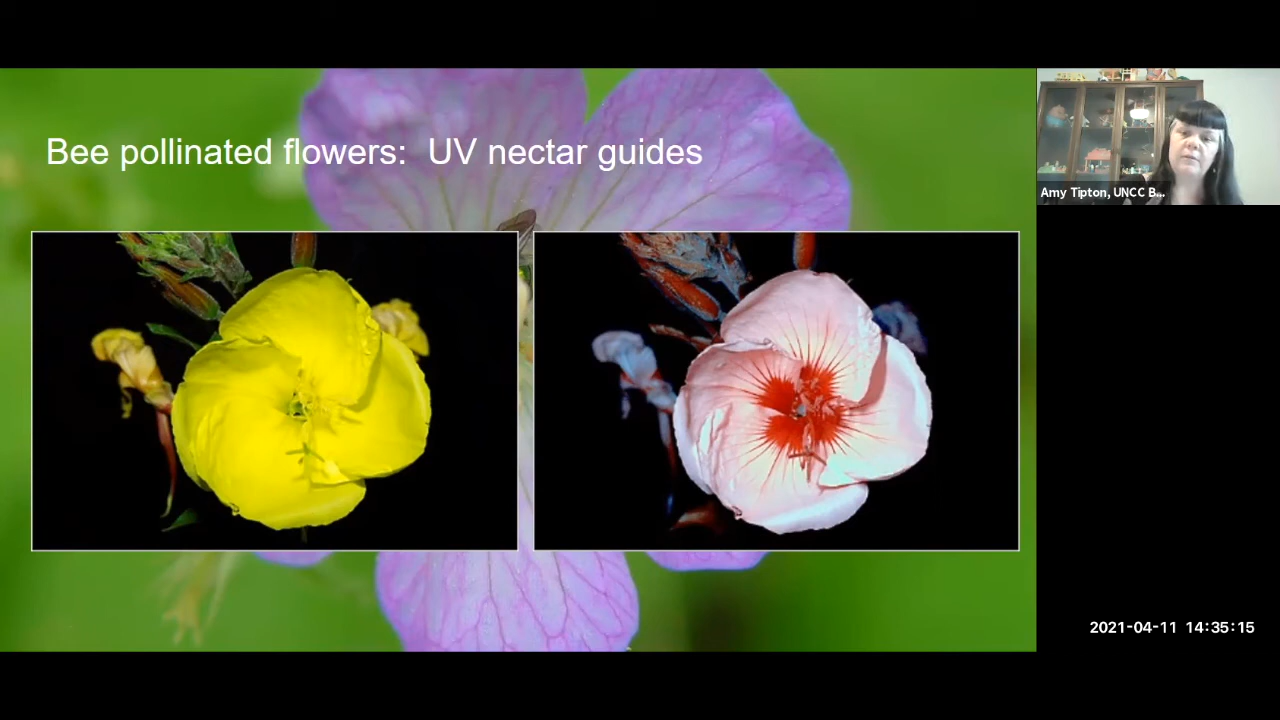 Bee pollinated flowers:  UV nectar guides
Amy Tipton, UNCC B...
2021-04-11 14:35:15